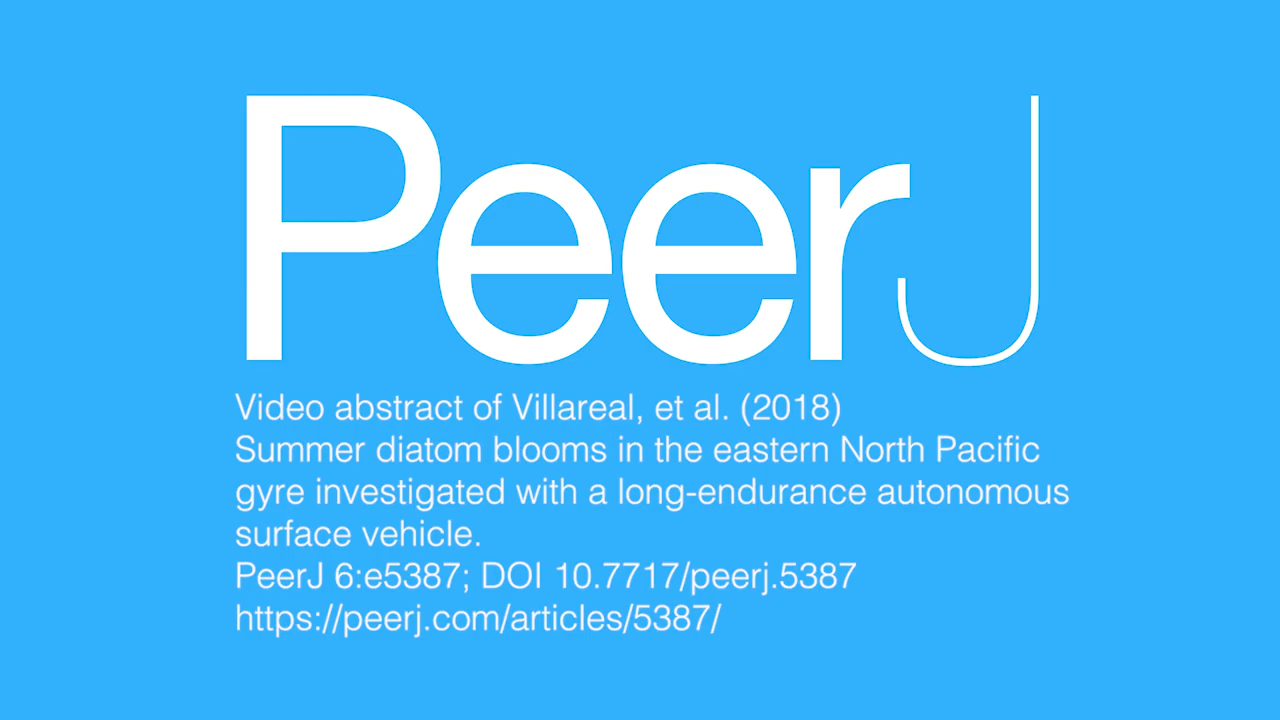 PeerJ
Video abstract of Villareal, et al. (2018)
Summer diatom blooms in the eastern North Pacific
gyre investigated with a long-endurance autonomous
surface vehicle.
PeerJ 6:e5387; DOI 10.7717/peerj.5387
https://peerj.com/articles/5387/